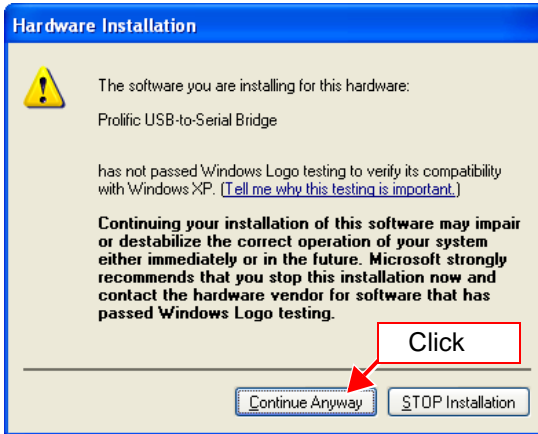 Hardware Installation
The software you are installing for this hardware:
Prolific USB-to-Serial Bridge
has not passed Windows Logo testing to verify its compatibility
with Windows XP. (Tell me why this testing is important.)
Continuing your installation of this software may impair
or destabilize the correct operation of your system
either immediately or in the future. Microsoft strongly
recommends that you stop this installation now and
contact the hardware vendor for software that has
passed Windows Logo testing.
Click
Continue Anyway STOP Installation